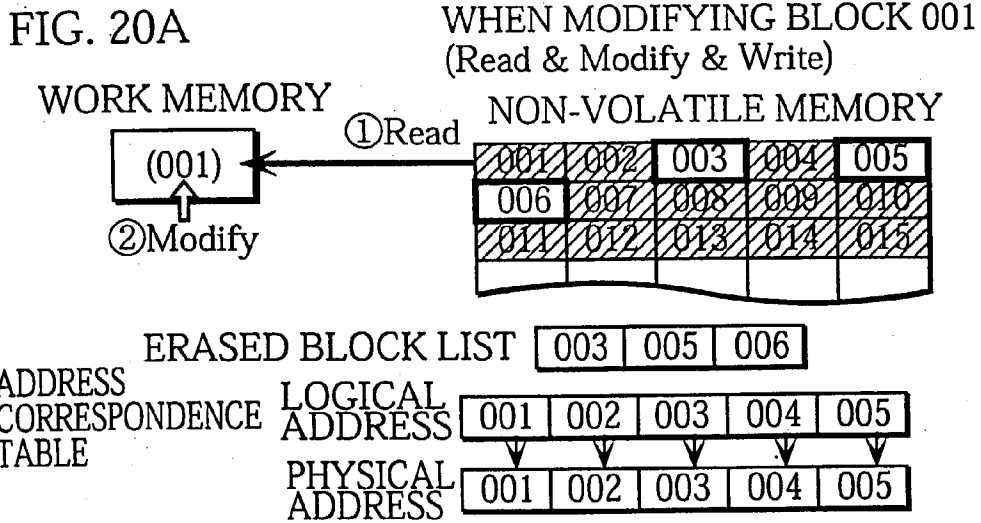 FIG. 20A
WHEN MODIFYING BLOCK 001
(Read & Modify & Write)
WORK MEMORY
NON-VOLATILE MEMORY
①Read
(001)
②Modify
001 002 003 004 005
006 007 008 009 010
011 012 013 014 015
ERASED BLOCK LIST 003 005 006
ADDRESS
CORRESPONDENCE
TABLE
LOGICAL
ADDRESS
001 002 003 004 005
PHYSICAL
ADDRESS
001 002 003 004 005